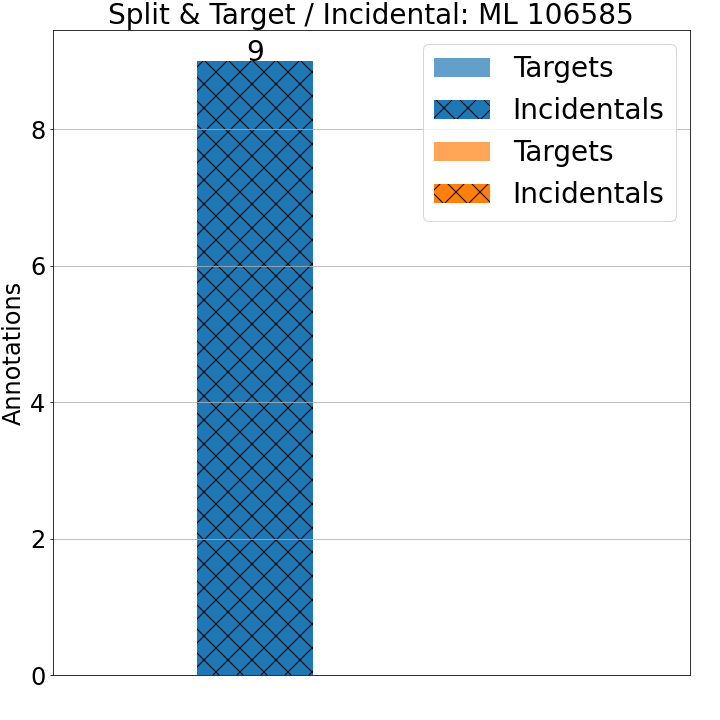 Split & Target / Incidental: ML 106585
9
Targets
Incidentals
Targets
Incidentals
8
6
4
2
0
Annotations